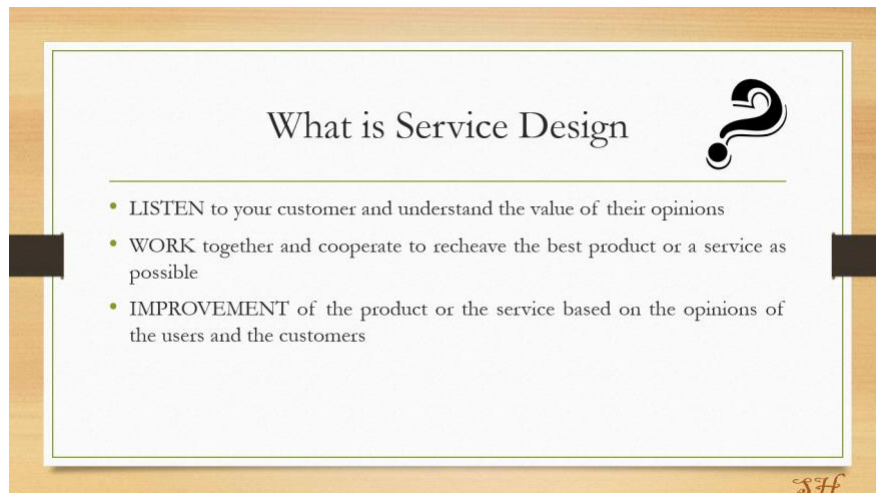 What is Service Design
• LISTEN to your customer and understand the value of their opinions
• WORK together and cooperate to recheave the best product or a service as
possible
• IMPROVEMENT of the product or the service based on the opinions of
the users and the customers
SH